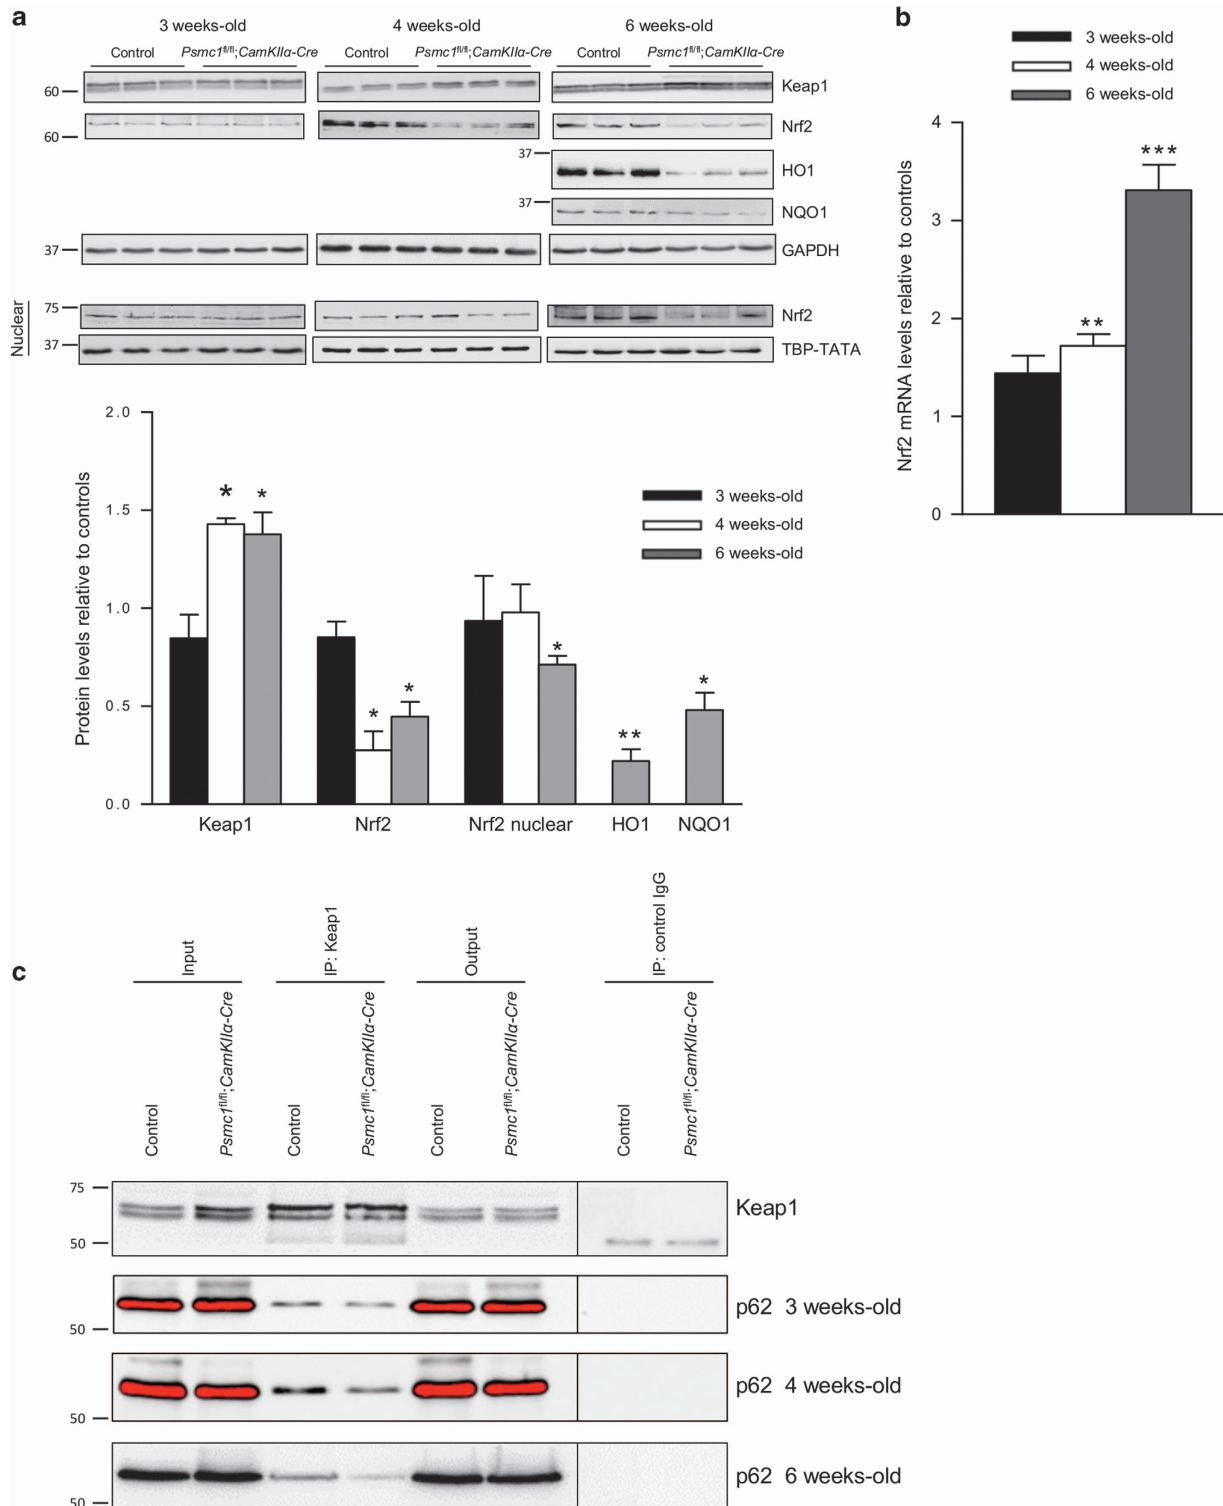 a
3 weeks-old 4 weeks-old 6 weeks-old
Control Psmc1fl/fl;CamKIIα-Cre Control Psmc1fl/fl;CamKIIα-Cre Control Psmc1fl/fl;CamKIIα-Cre
60 Keap1
60 Nrf2
37 HO1
37 NQO1
37 GAPDH
Nuclear
75 Nrf2
37 TBP-TATA
2.0
1.5
1.0
0.5
0.0
Protein levels relative to controls
* *
* *
*
**
*
3 weeks-old
4 weeks-old
6 weeks-old
Keap1 Nrf2 Nrf2 nuclear HO1 NQO1
b
3 weeks-old
4 weeks-old
6 weeks-old
4
3
2
1
0
Nrf2 mRNA levels relative to controls
**
***
c
Input IP: Keap1 Output IP: control IgG
Control Psmc1fl/fl;CamKIIα-Cre Control Psmc1fl/fl;CamKIIα-Cre Control Psmc1fl/fl;CamKIIα-Cre Control Psmc1fl/fl;CamKIIα-Cre
75
50
Keap1
50
p62 3 weeks-old
50
p62 4 weeks-old
50
p62 6 weeks-old